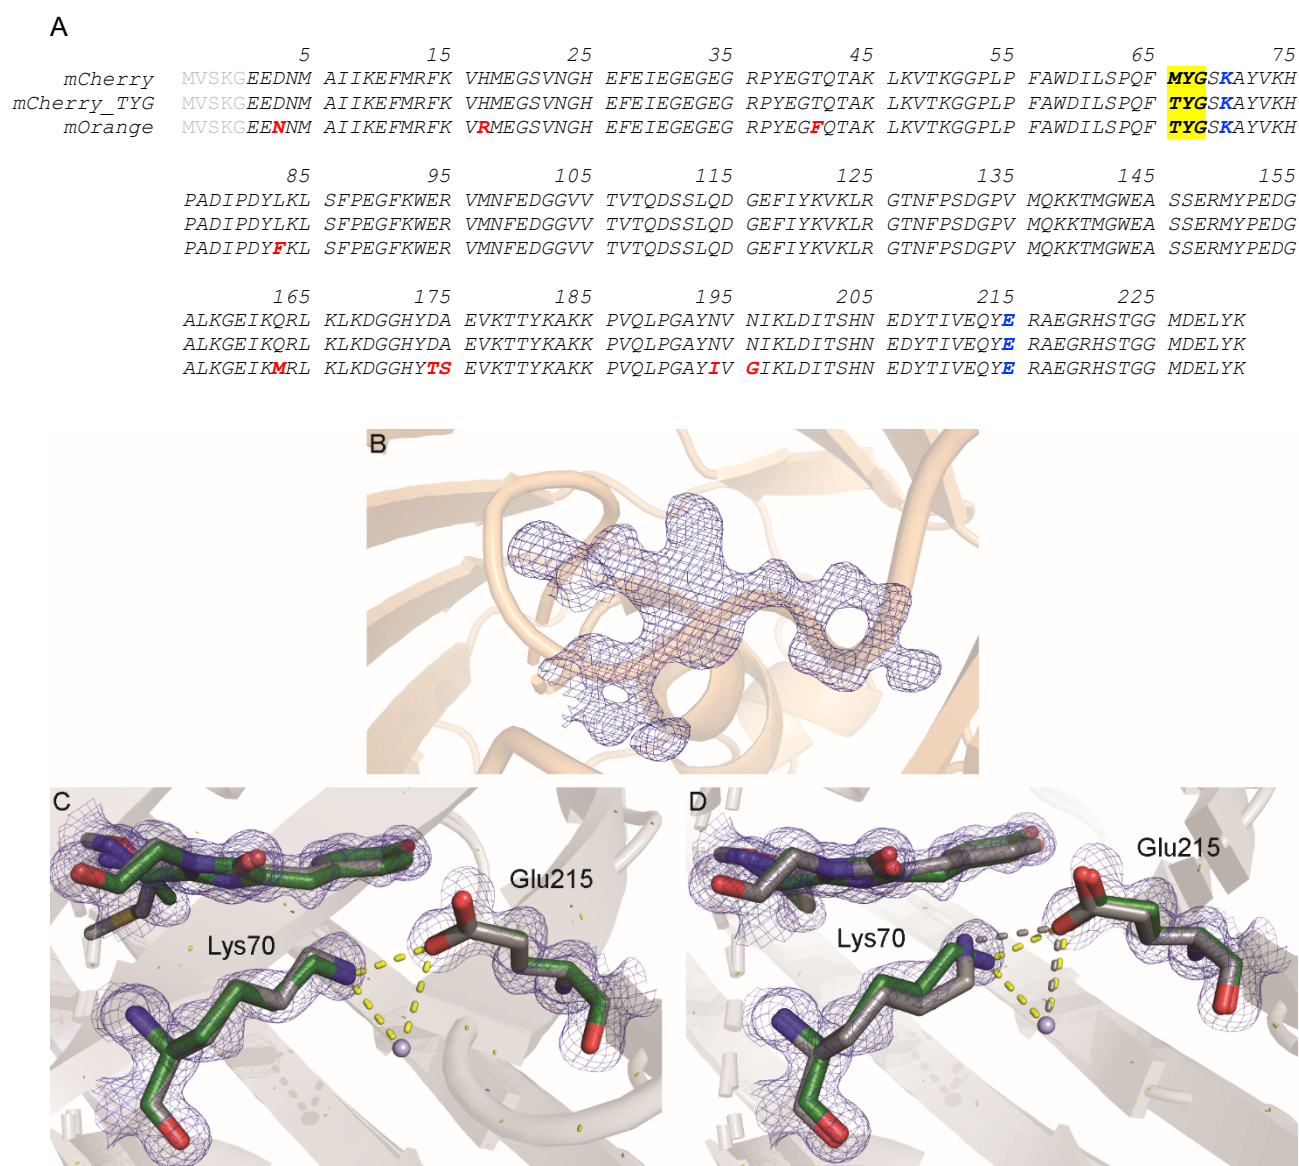 A
5 15 25 35 45 55 65 75
mCherry MVSKGEEDNM AIIKEFMRFK VHMEGSVNGH EFEIEGEGEG RPYEGTQTAK LKVTKGGPLP FAWDILSPQF MYGSKAYVKH
mCherry_TYG MVSKGEEDNM AIIKEFMRFK VHMEGSVNGH EFEIEGEGEG RPYEGTQTAK LKVTKGGPLP FAWDILSPQF TYGSKAYVKH
mOrange MVSKGEENNM AIIKEFMRFK VRMEGSVNGH EFEIEGEGEG RPYEGFQTAK LKVTKGGPLP FAWDILSPQF TYGSKAYVKH
85 95 105 115 125 135 145 155
PADIPDYLKL SFPEGFKWER VMNFEDGGVV TVTQDSSLQD GEFIYKVKLR GTNFPSDGPV MQKKTMGWEA SSERMYPEDG
PADIPDYLKL SFPEGFKWER VMNFEDGGVV TVTQDSSLQD GEFIYKVKLR GTNFPSDGPV MQKKTMGWEA SSERMYPEDG
PADIPDYFKL SFPEGFKWER VMNFEDGGVV TVTQDSSLQD GEFIYKVKLR GTNFPSDGPV MQKKTMGWEA SSERMYPEDG
165 175 185 195 205 215 225
ALKGEIKQRL KLKDGGHYDA EVKTTYKAKK PVQLPGAYNV NIKLDITSHN EDYTIVEQYE RAEGRHSTGG MDELYK
ALKGEIKQRL KLKDGGHYDA EVKTTYKAKK PVQLPGAYNV NIKLDITSHN EDYTIVEQYE RAEGRHSTGG MDELYK
ALKGEIKMRL KLKDGGHYTS EVKTTYKAKK PVQLPGAYIV GIKLDITSHN EDYTIVEQYE RAEGRHSTGG MDELYK
B
C
Glu215
Lys70
D
Glu215
Lys70